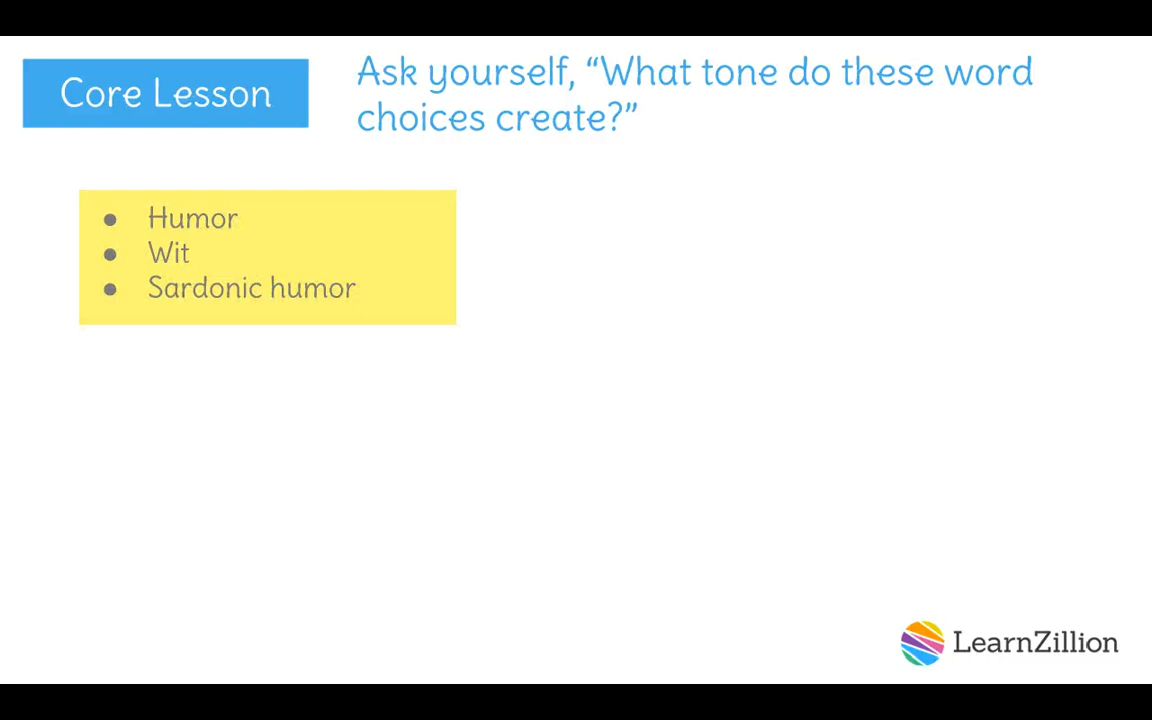 Core Lesson
Ask yourself, “What tone do these word
choices create?”
● Humor
● Wit
● Sardonic humor
LearnZillion